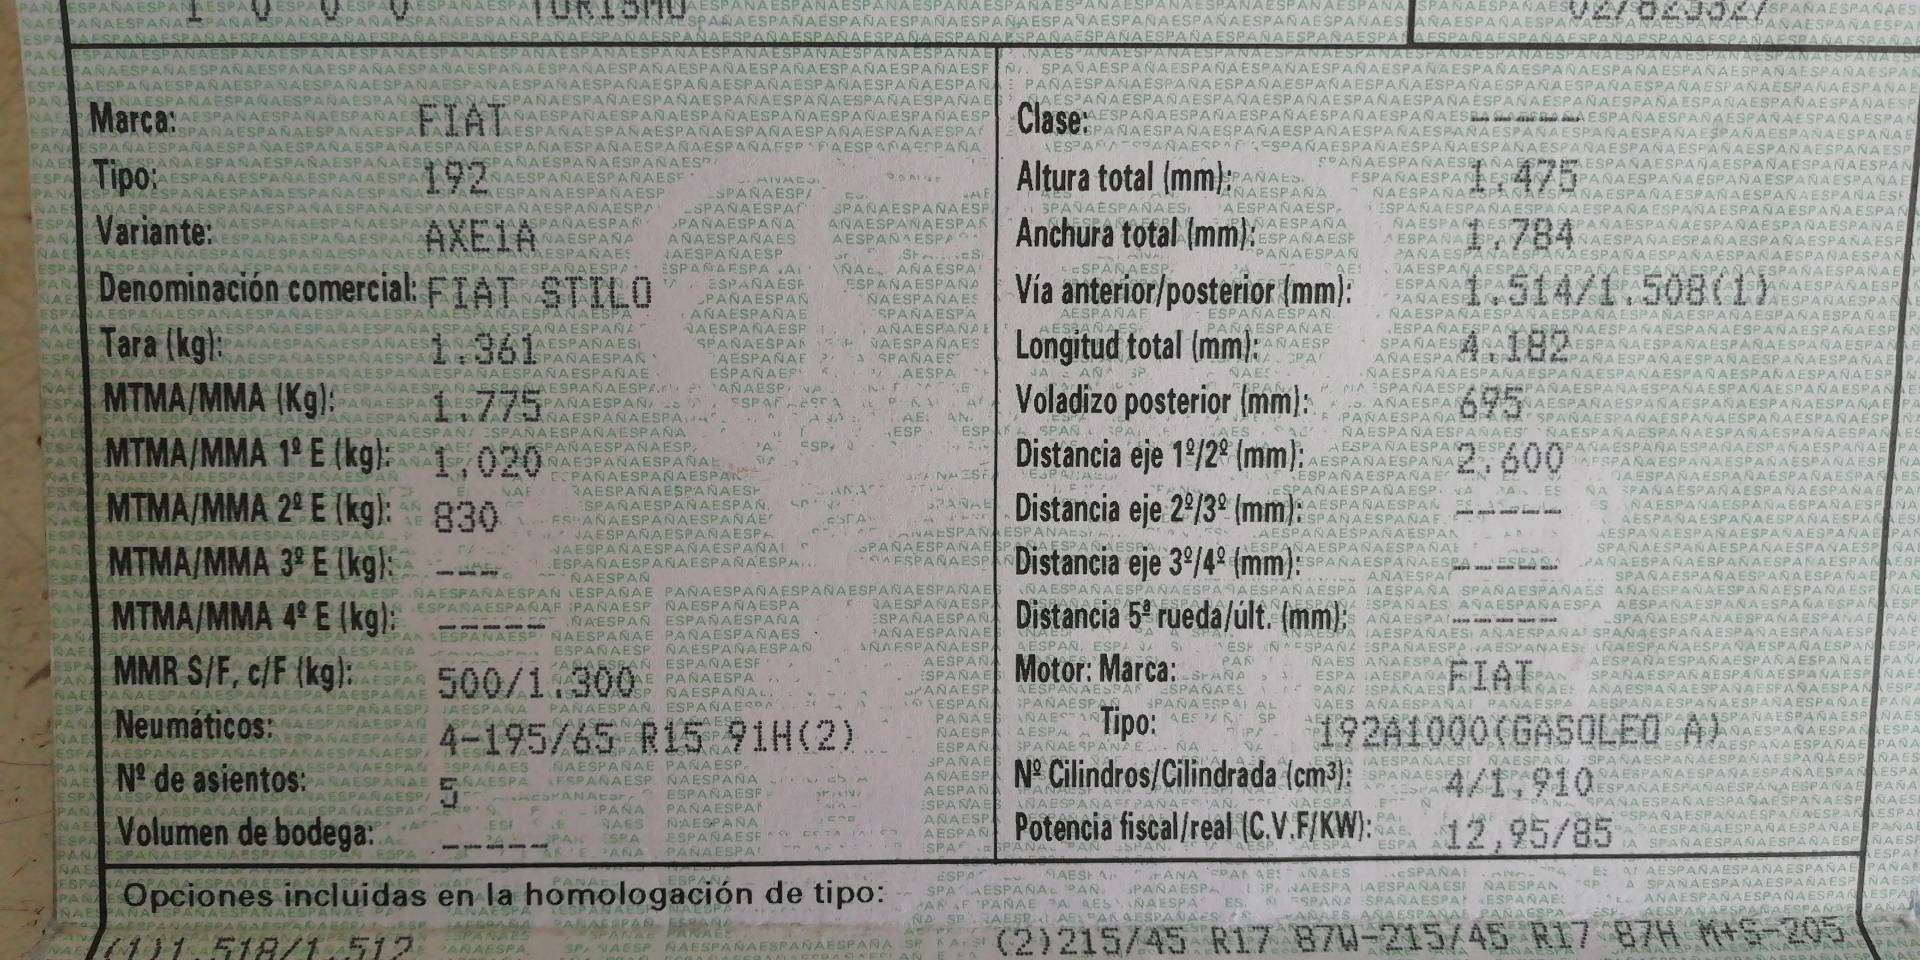 1 0 0 0 TURISMO
Marca: FIAT
Tipo: 192
Variante: AXE1A
Denominación comercial: FIAT STILO
Tara (kg): 1.361
MTMA/MMA (Kg): 1.775
MTMA/MMA 1º E (kg): 1.020
MTMA/MMA 2º E (kg): 830
MTMA/MMA 3º E (kg): ---
MTMA/MMA 4º E (kg): -----
MMR S/F, c/F (kg): 500/1.300
Neumáticos: 4-195/65 R15 91H(2)
Nº de asientos: 5
Volumen de bodega: -----
Clase: -----
Altura total (mm): 1.475
Anchura total (mm): 1.784
Vía anterior/posterior (mm): 1.514/1.508(1)
Longitud total (mm): 4.182
Voladizo posterior (mm): 695
Distancia eje 1º/2º (mm): 2.600
Distancia eje 2º/3º (mm): -----
Distancia eje 3º/4º (mm): -----
Distancia 5ª rueda/últ. (mm): -----
Motor: Marca: FIAT
Tipo: 192A1000(GASOLEO A)
Nº Cilindros/Cilindrada (cm³): 4/1.910
Potencia fiscal/real (C.V.F/KW): 12,95/85
Opciones incluidas en la homologación de tipo:
(1)1.518/1.512 (2)215/45 R17 87W-215/45 R17 87H M+S-205